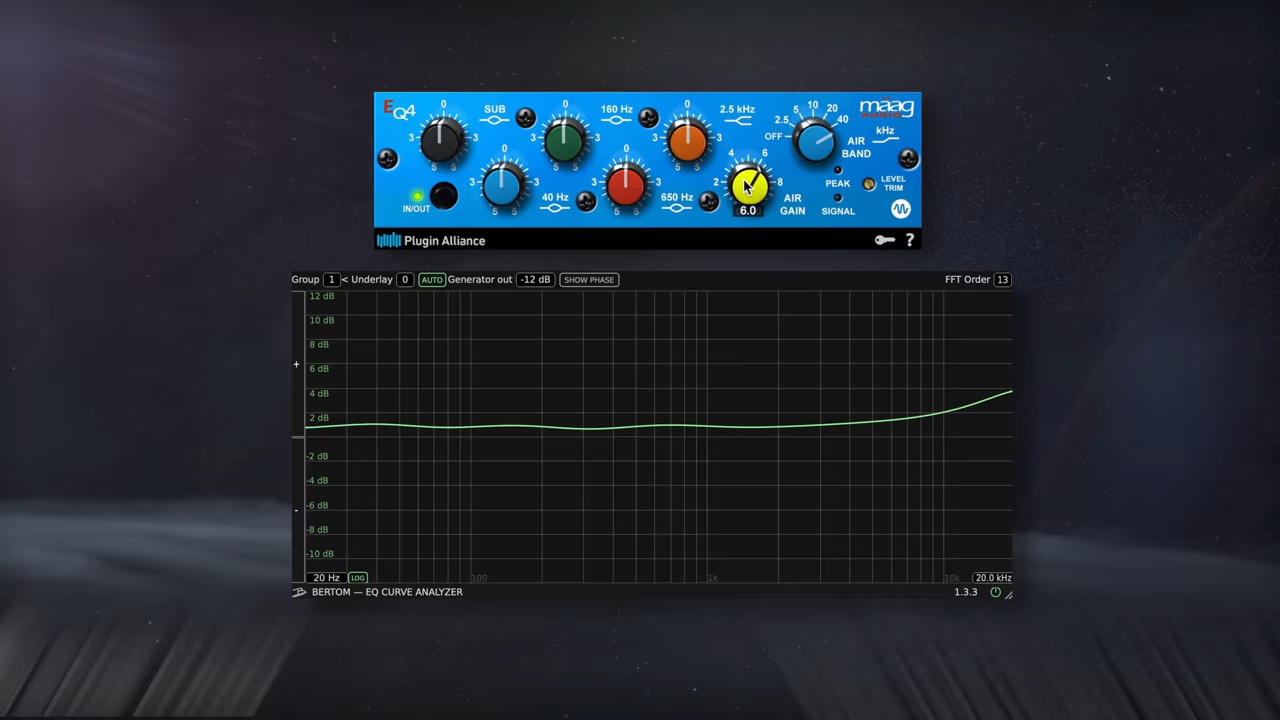 EQ4
0 SUB 0 160 Hz 0 2.5 kHz
5 10 20
2.5 40
OFF
maag
AUDIO
kHz
AIR
BAND
3 3 3 3 3 3
5 5 5 5 5 5
0 0 4 6
3 3 3 3 2 8
IN/OUT
5 5 40 Hz 5 5 650 Hz
6.0
AIR
GAIN
PEAK
SIGNAL
LEVEL
TRIM
Plugin Alliance ?
Group 1 < Underlay 0 AUTO Generator out -12 dB SHOW PHASE FFT Order 13
12 dB
10 dB
8 dB
+
6 dB
4 dB
2 dB
-2 dB
-4 dB
-6 dB
-
-8 dB
-10 dB
20 Hz LOG 100 1k 10k 20.0 kHz
BERTOM — EQ CURVE ANALYZER 1.3.3